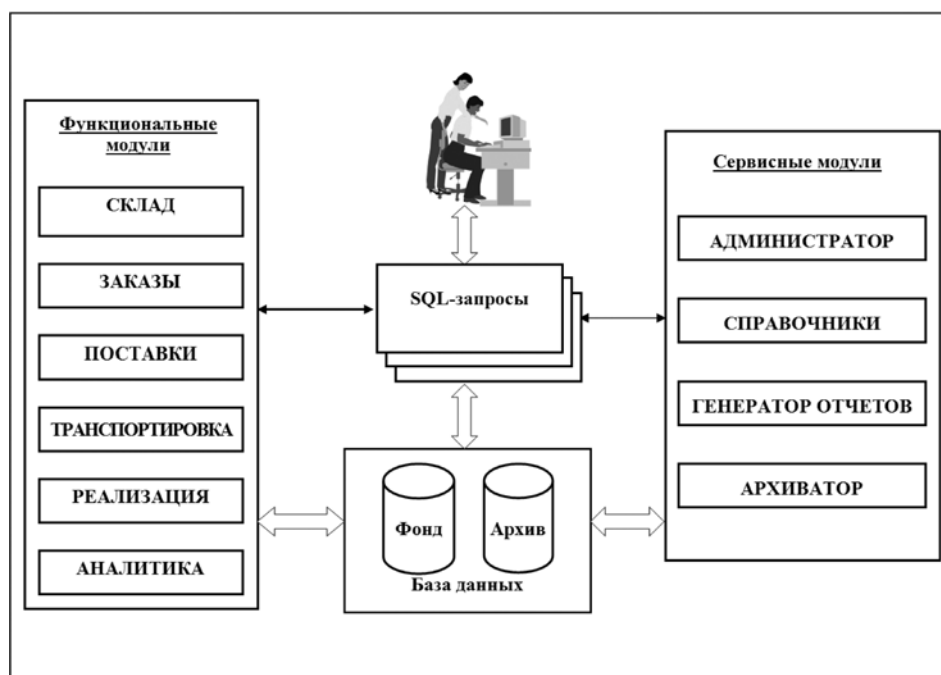 Функциональные
модули
СКЛАД
ЗАКАЗЫ
ПОСТАВКИ
ТРАНСПОРТИРОВКА
РЕАЛИЗАЦИЯ
АНАЛИТИКА
SQL-запросы
Фонд
Архив
База данных
Сервисные модули
АДМИНИСТРАТОР
СПРАВОЧНИКИ
ГЕНЕРАТОР ОТЧЕТОВ
АРХИВАТОР